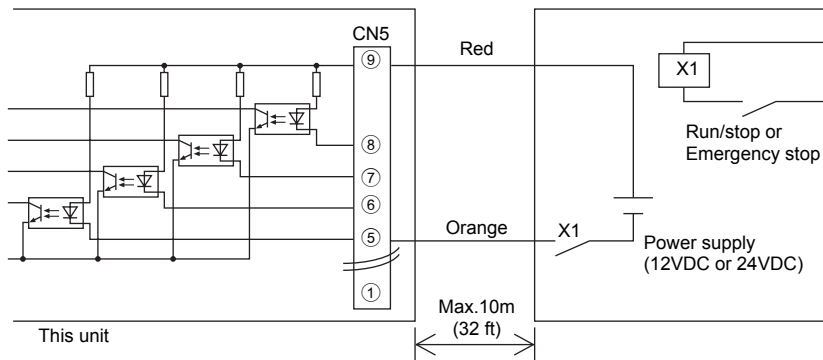 CN5
⑨
Red
X1
Run/stop or
Emergency stop
⑧
⑦
⑥
⑤
Orange
X1
Power supply
(12VDC or 24VDC)
①
Max.10m
(32 ft)
This unit